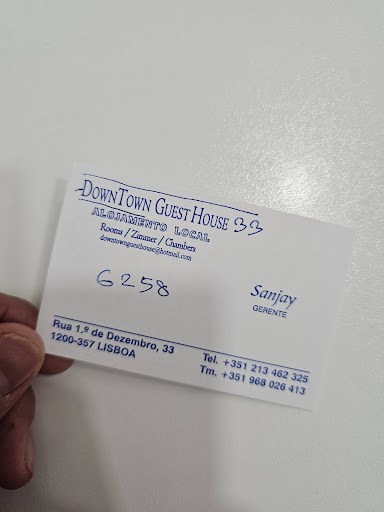 DOWNTOWN GUEST HOUSE 33
ALOJAMENTO LOCAL
Rooms / Zimmer / Chambers
downtownguesthouse@hotmail.com
6258
Sanjay
GERENTE
Rua 1.º de Dezembro, 33
1200-357 LISBOA
Tel. +351 213 462 325
Tm. +351 968 026 413